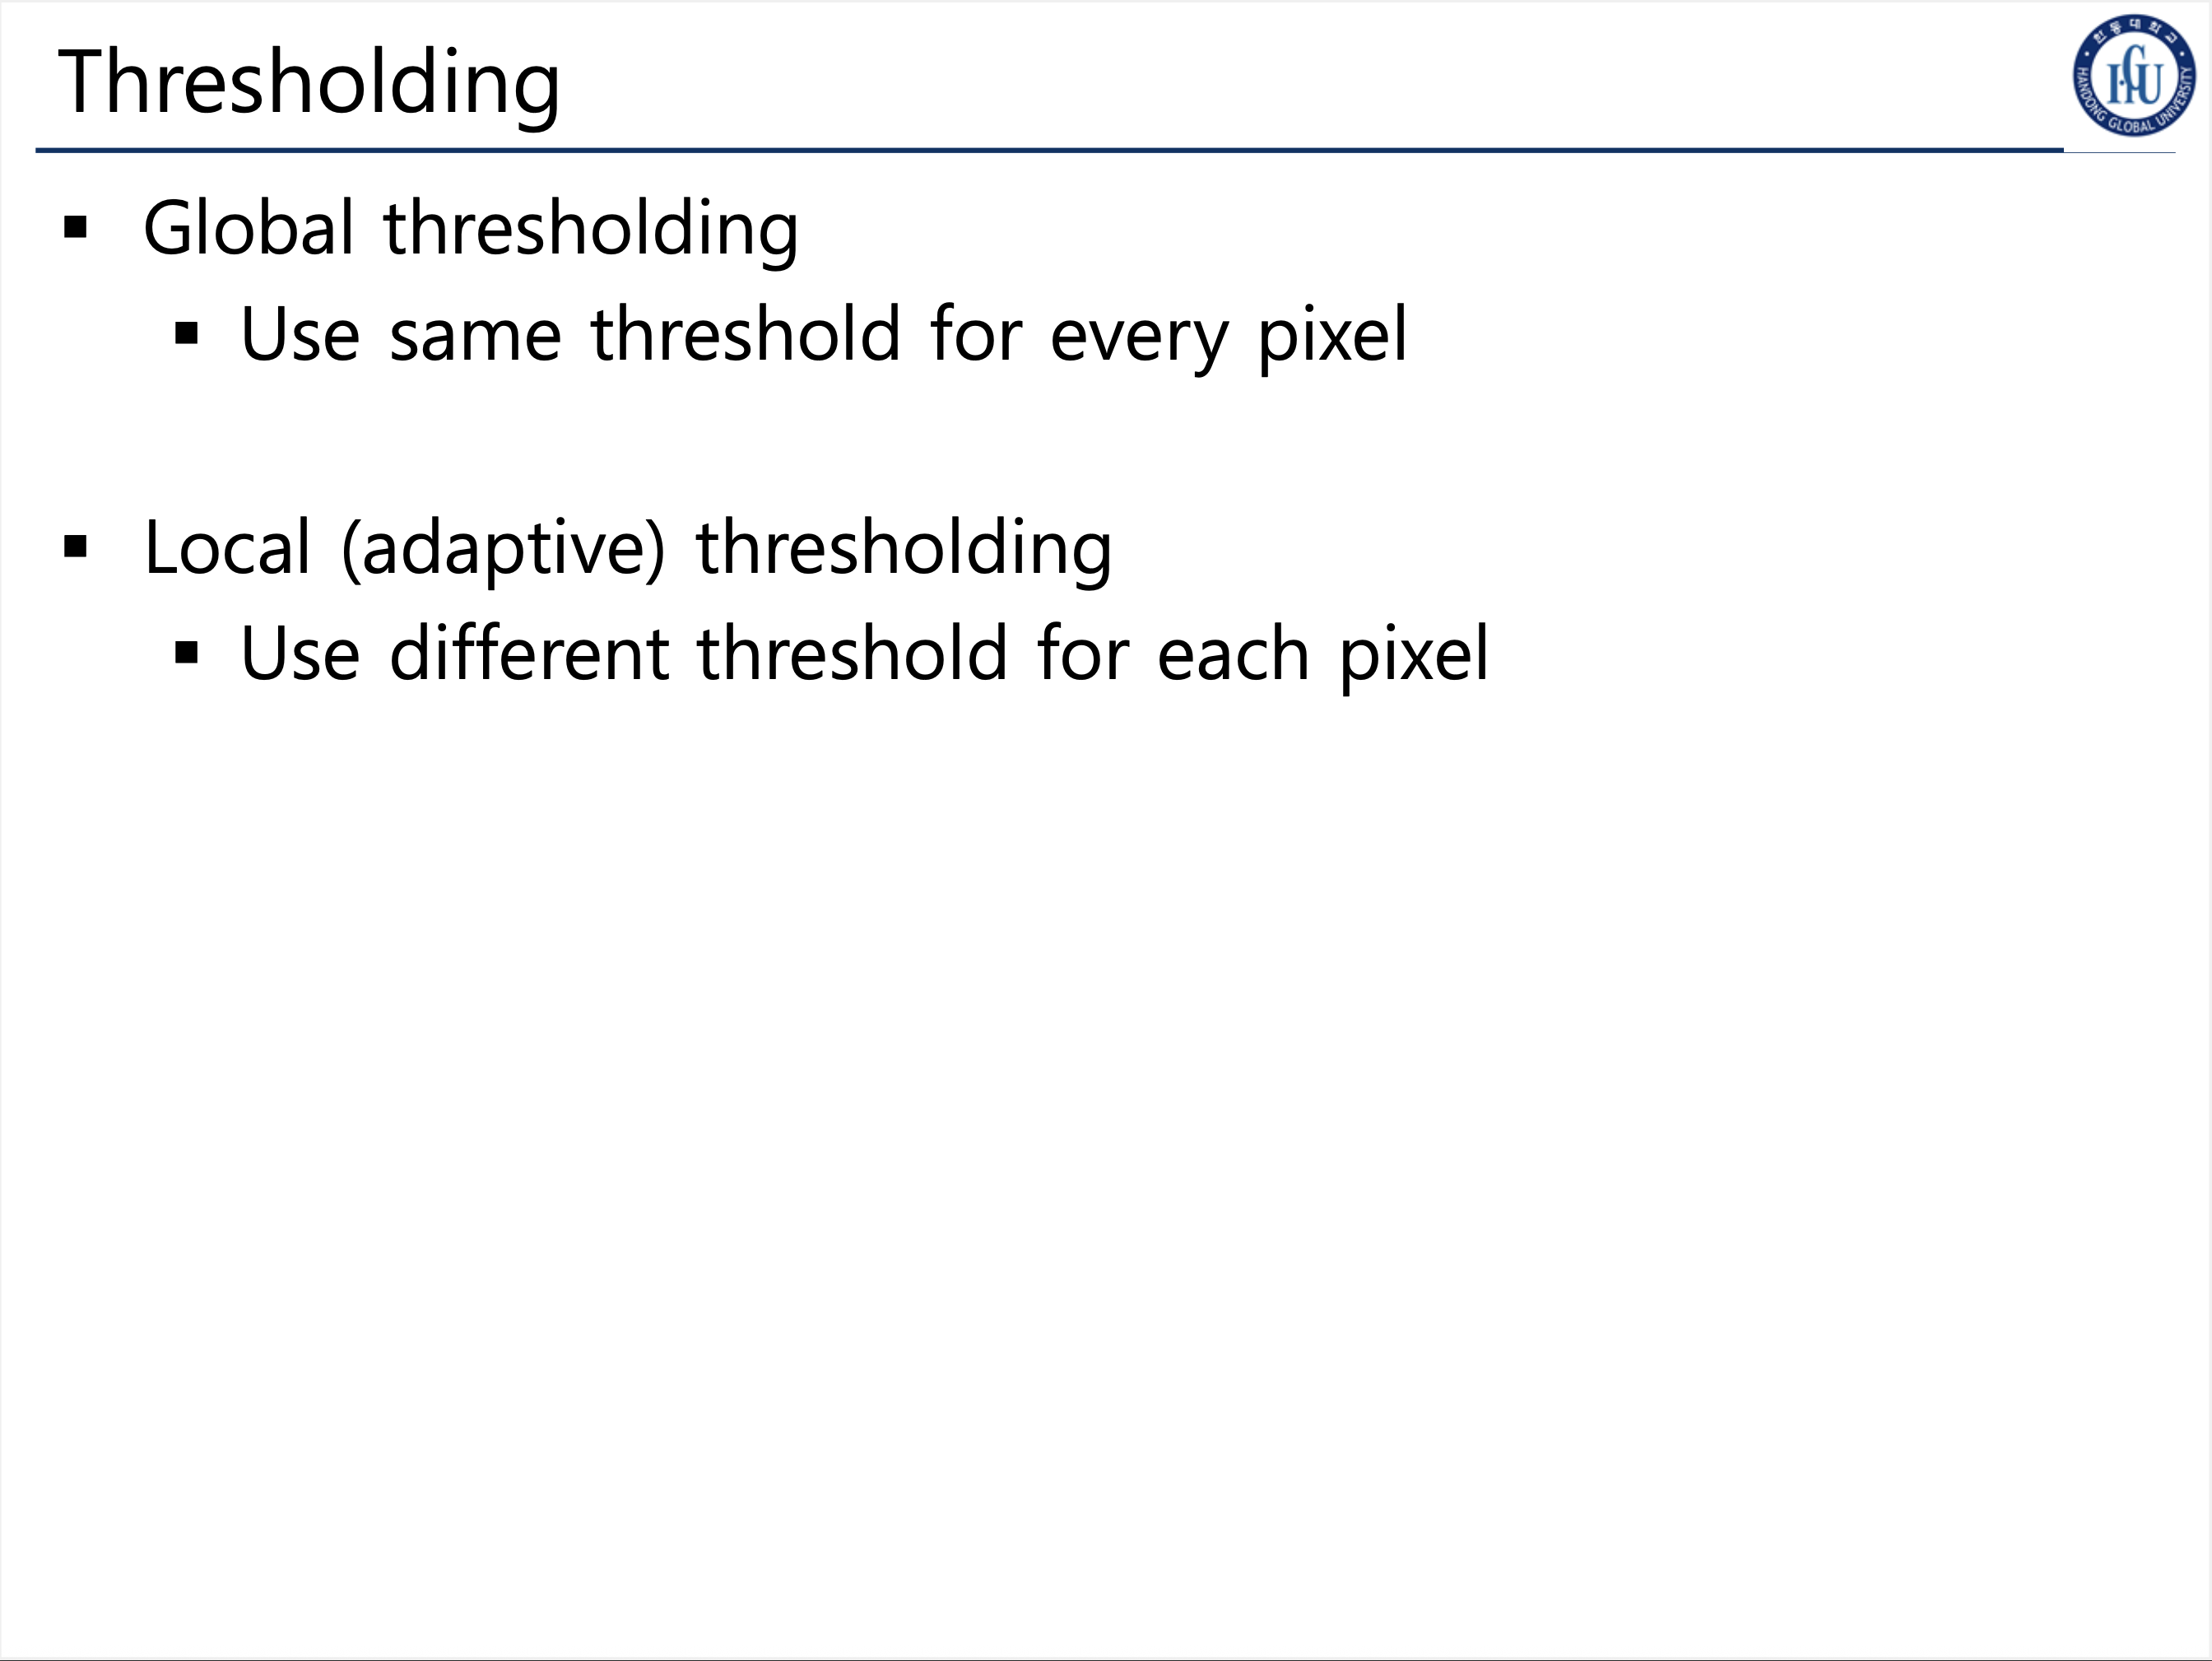 Thresholding
한동대학교
HGU
HANDONG GLOBAL UNIVERSITY
■ Global thresholding
■ Use same threshold for every pixel
■ Local (adaptive) thresholding
■ Use different threshold for each pixel